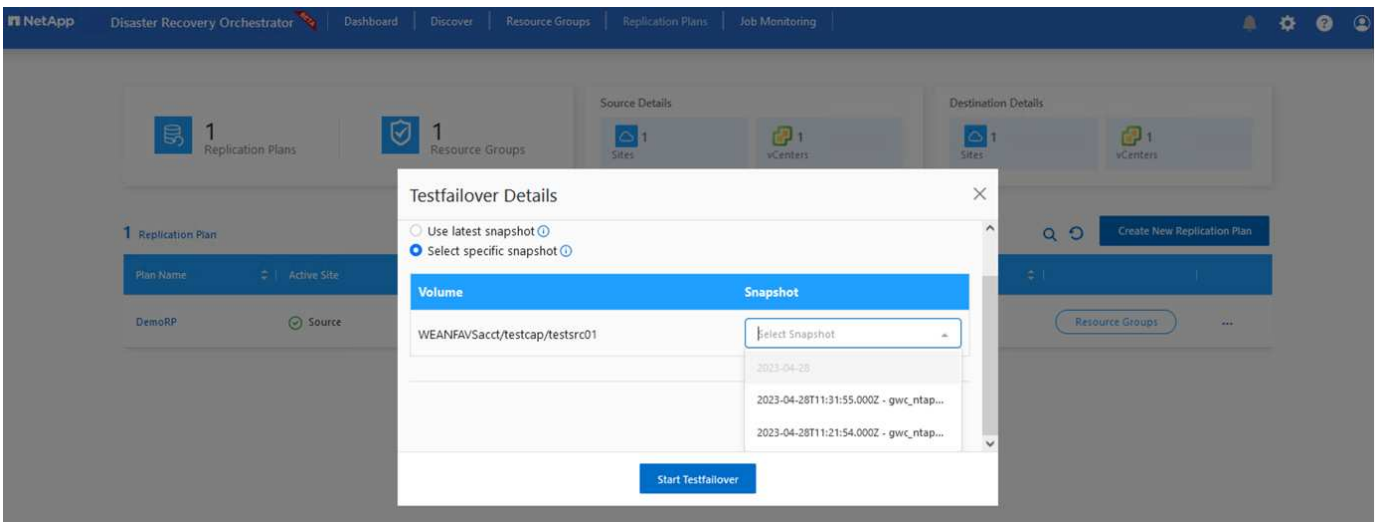 NetApp Disaster Recovery Orchestrator Dashboard Discover Resource Groups Replication Plans Job Monitoring
1
Replication Plans
1
Resource Groups
Source Details
1
Sites
1
vCenters
Destination Details
1
Sites
1
vCenters
Testfailover Details
Use latest snapshot
Select specific snapshot
Volume Snapshot
WEANFAVSacct/testcap/testsrc01 Select Snapshot
2023-04-28
2023-04-28T11:31:55.000Z - gwc_ntap...
2023-04-28T11:21:54.000Z - gwc_ntap...
Start Testfailover
1 Replication Plan
Create New Replication Plan
Plan Name Active Site
DemoRP Source Resource Groups ...